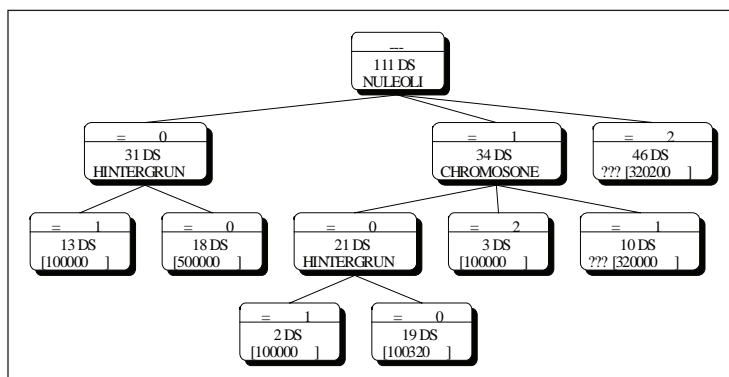 ---
111 DS
NULEOLI
= 0
31 DS
HINTERGRUN
= 1
34 DS
CHROMOSONE
= 2
46 DS
??? [320200 ]
= 1
13 DS
[100000 ]
= 0
18 DS
[500000 ]
= 0
21 DS
HINTERGRUN
= 2
3 DS
[100000 ]
= 1
10 DS
??? [320000 ]
= 1
2 DS
[100000 ]
= 0
19 DS
[100320 ]